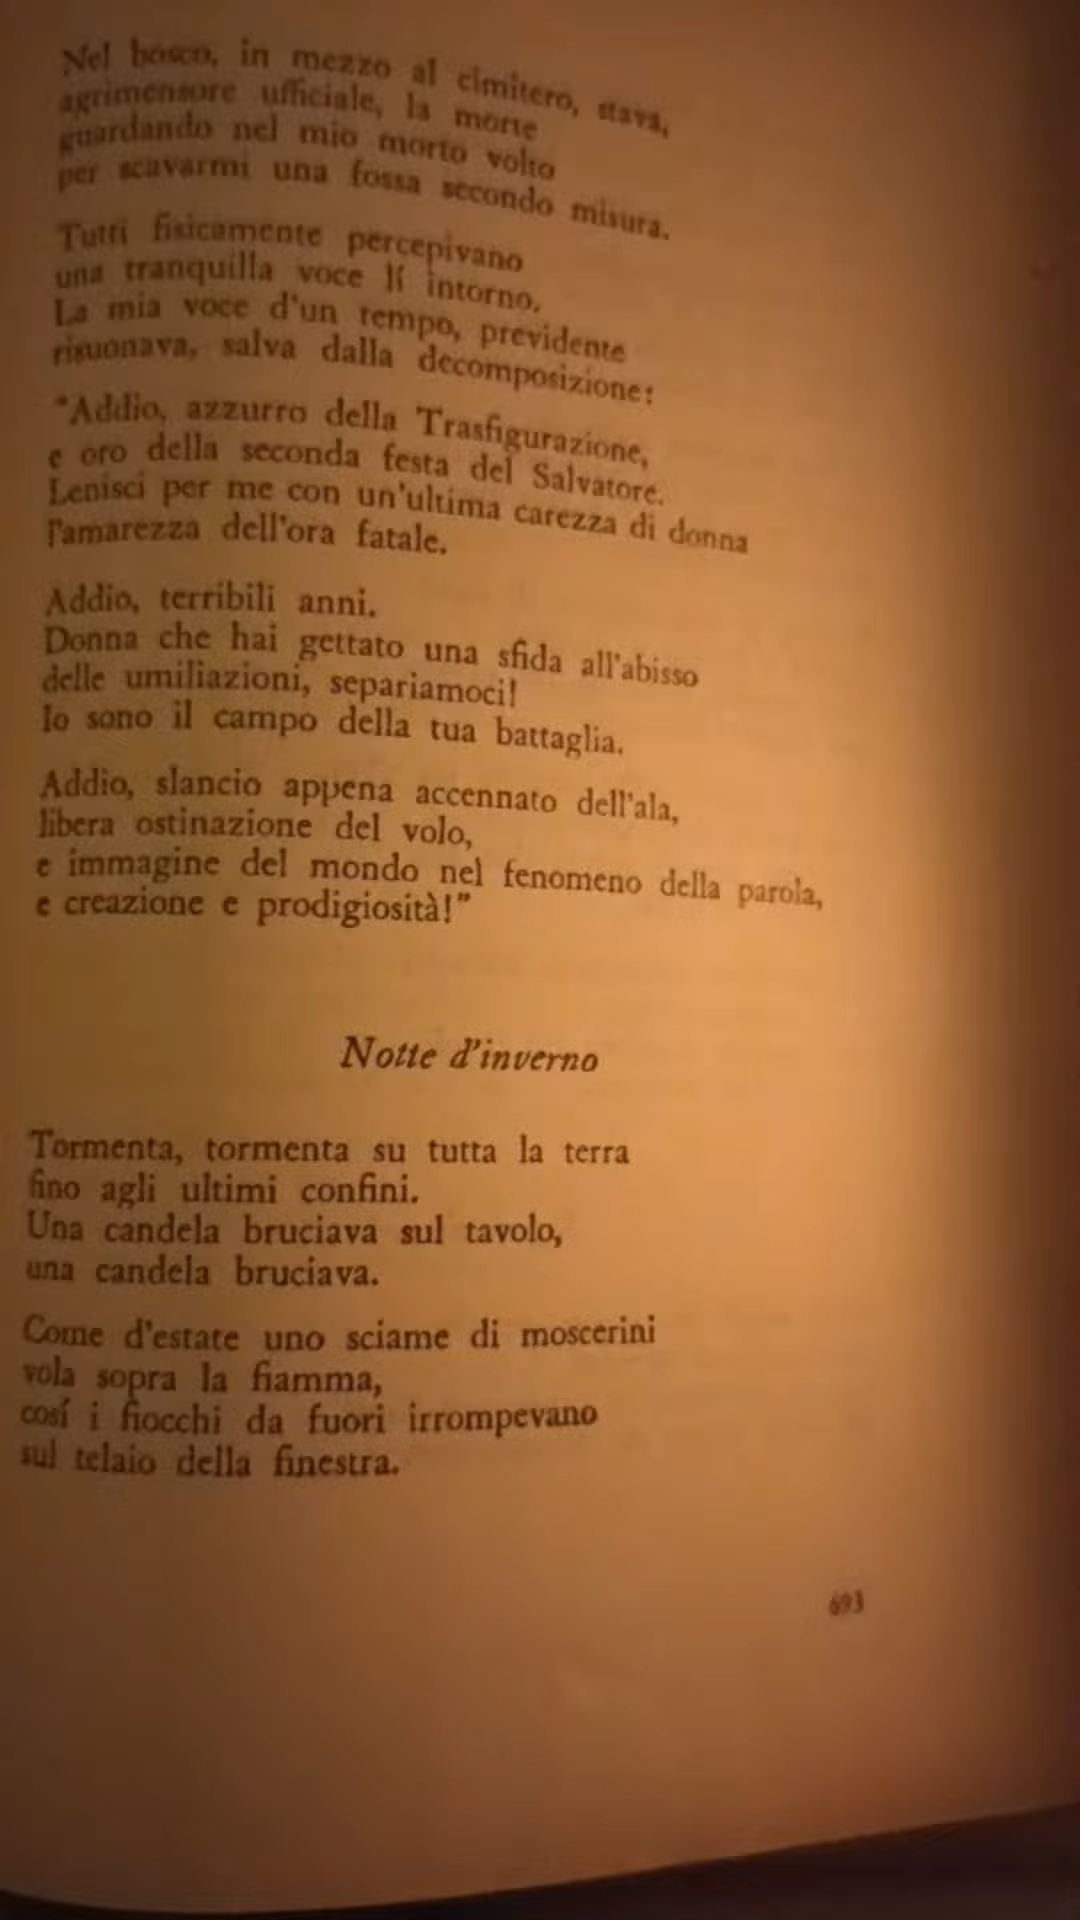 Nel bosco, in mezzo al cimitero, stava,
agrimensore ufficiale, la morte
guardando nel mio morto volto
per scavarmi una fossa secondo misura.
Tutti fisicamente percepivano
una tranquilla voce lí intorno.
La mia voce d'un tempo, previdente
risuonava, salva dalla decomposizione:
"Addio, azzurro della Trasfigurazione,
e oro della seconda festa del Salvatore.
Lenisci per me con un'ultima carezza di donna
l'amarezza dell'ora fatale.
Addio, terribili anni.
Donna che hai gettato una sfida all'abisso
delle umiliazioni, separiamoci!
Io sono il campo della tua battaglia.
Addio, slancio appena accennato dell'ala,
libera ostinazione del volo,
e immagine del mondo nel fenomeno della parola,
e creazione e prodigiosità!"
Notte d'inverno
Tormenta, tormenta su tutta la terra
fino agli ultimi confini.
Una candela bruciava sul tavolo,
una candela bruciava.
Come d'estate uno sciame di moscerini
vola sopra la fiamma,
cosí i fiocchi da fuori irrompevano
sul telaio della finestra.
693